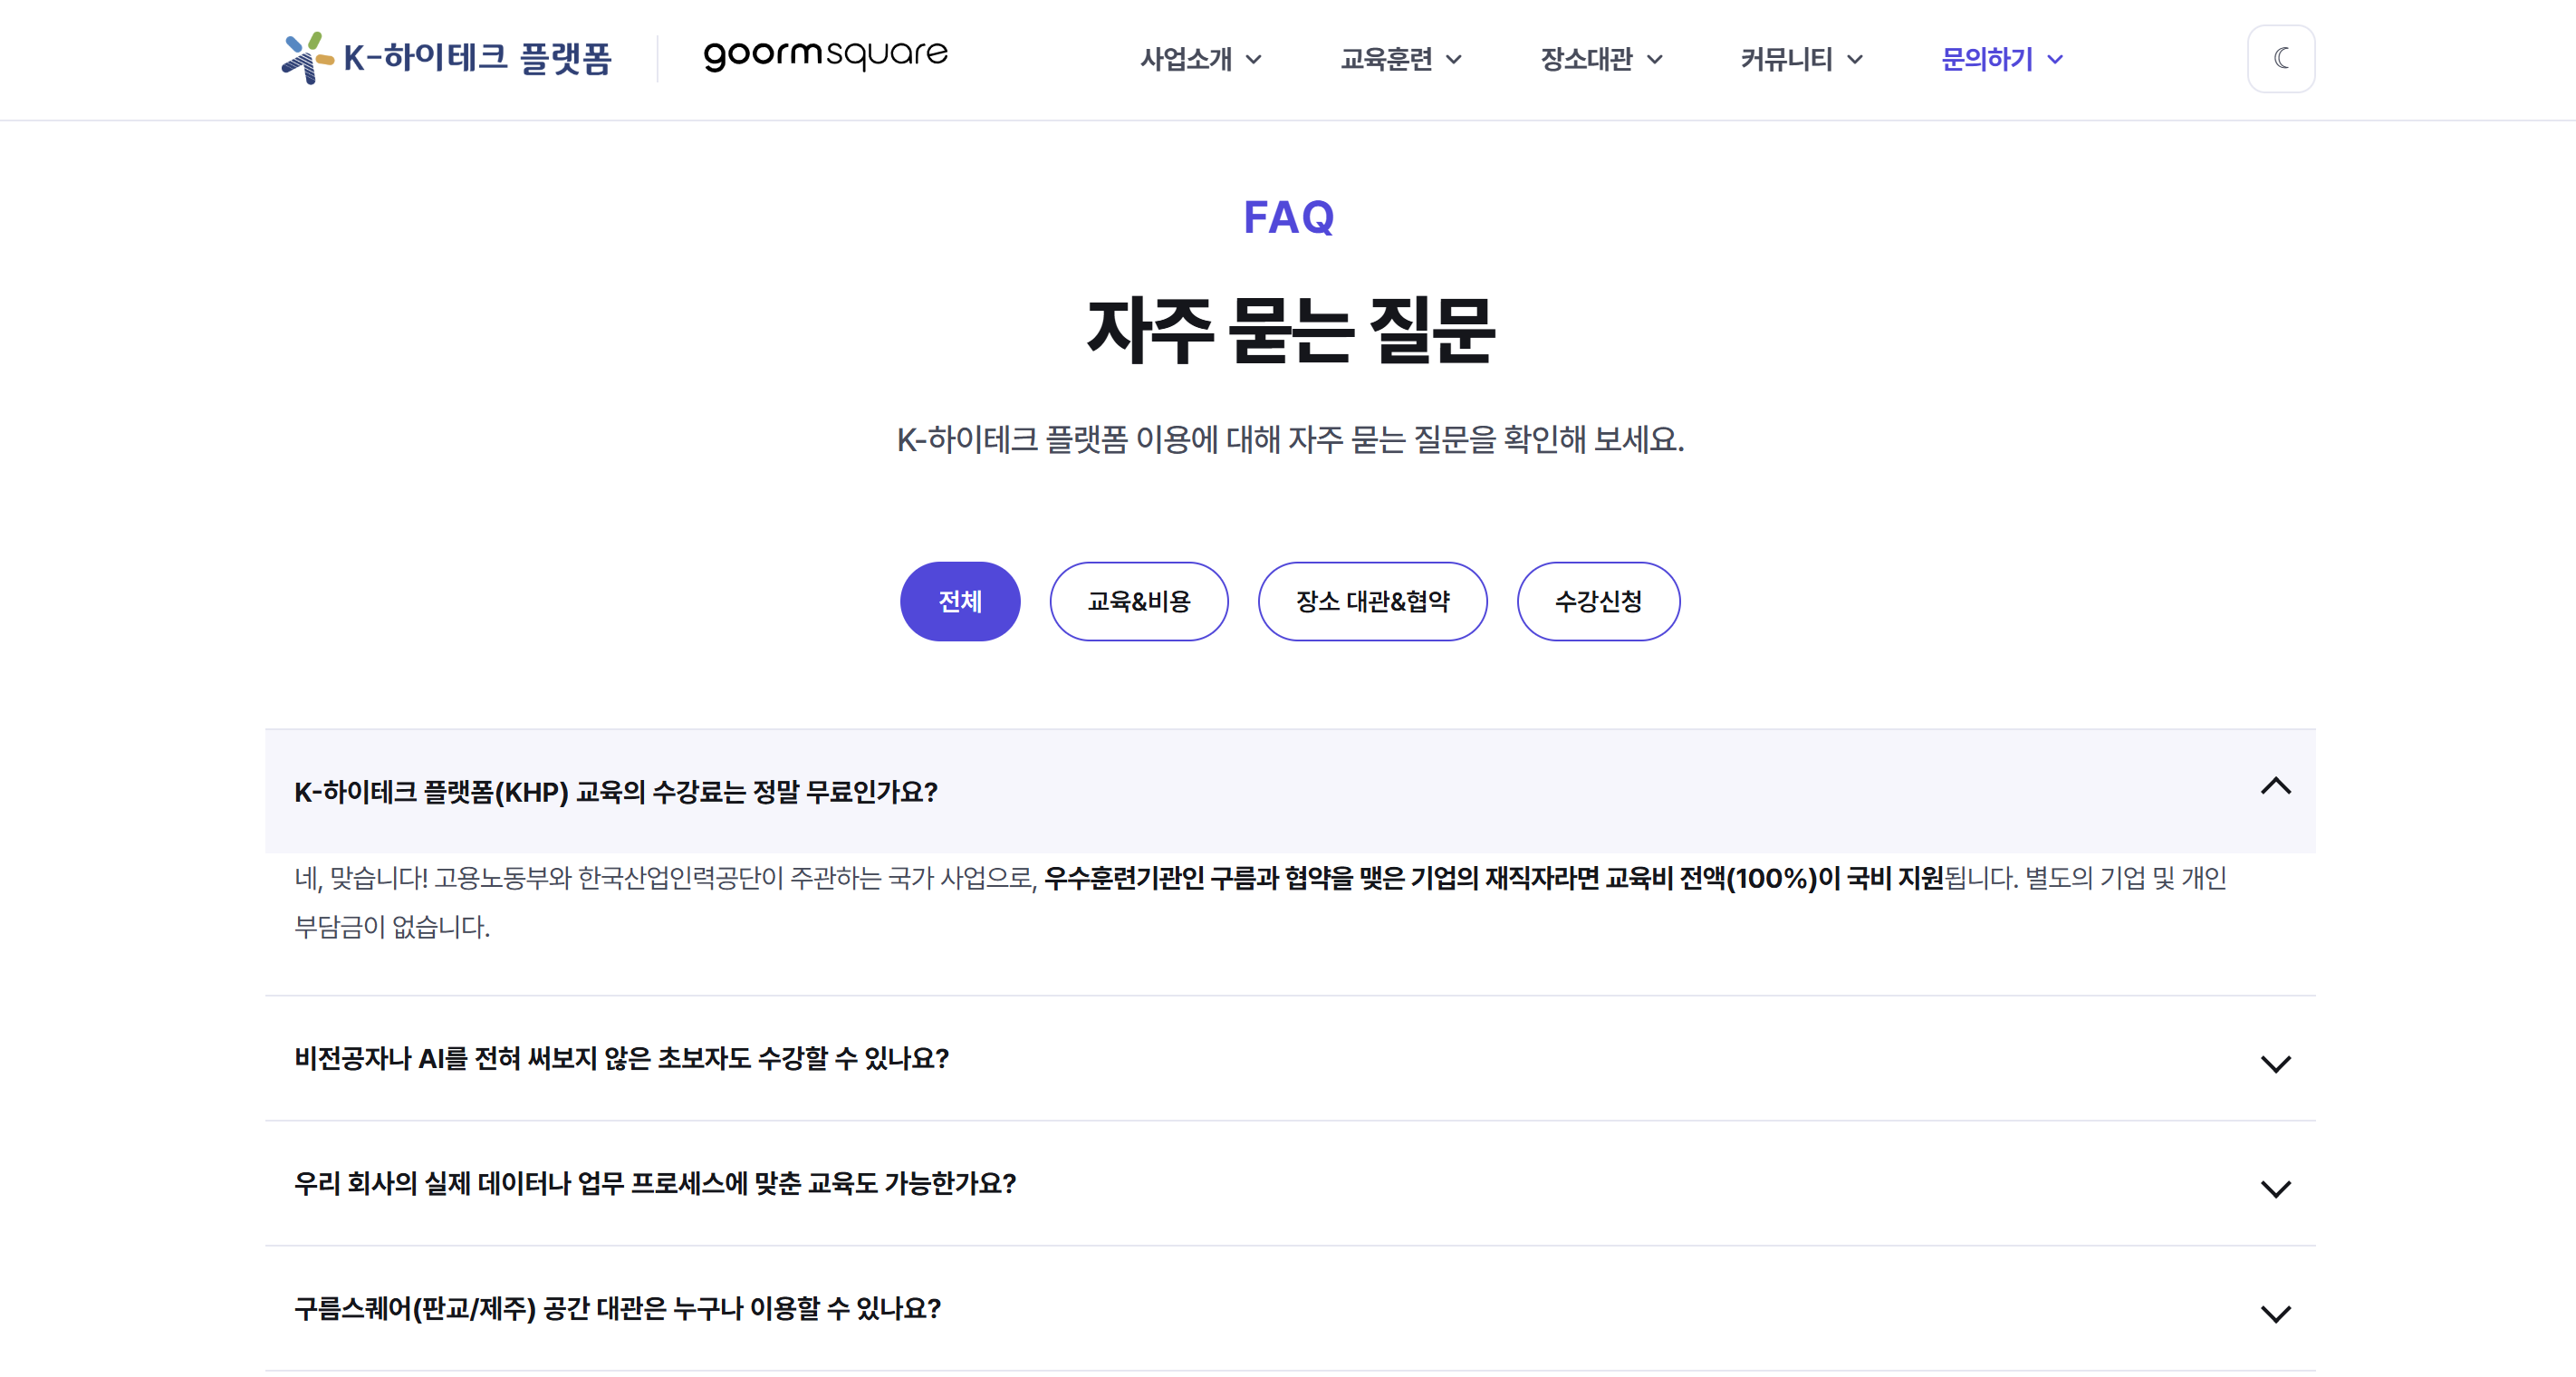 K-하이테크 플랫폼
goormsquare
사업소개
교육훈련
장소대관
커뮤니티
문의하기
FAQ
자주 묻는 질문
K-하이테크 플랫폼 이용에 대해 자주 묻는 질문을 확인해 보세요.
전체
교육&비용
장소 대관&협약
수강신청
K-하이테크 플랫폼(KHP) 교육의 수강료는 정말 무료인가요?
네, 맞습니다! 고용노동부와 한국산업인력공단이 주관하는 국가 사업으로, 우수훈련기관인 구름과 협약을 맺은 기업의 재직자라면 교육비 전액(100%)이 국비 지원됩니다. 별도의 기업 및 개인
부담금이 없습니다.
비전공자나 AI를 전혀 써보지 않은 초보자도 수강할 수 있나요?
우리 회사의 실제 데이터나 업무 프로세스에 맞춘 교육도 가능한가요?
구름스퀘어(판교/제주) 공간 대관은 누구나 이용할 수 있나요?